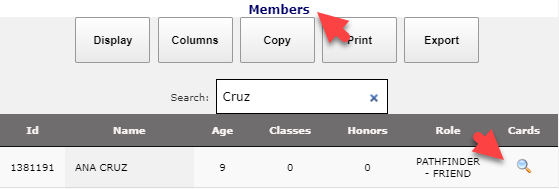 Members
Display Columns Copy Print Export
Search: Cruz ×
Id Name Age Classes Honors Role Cards
1381191 ANA CRUZ 9 0 0 PATHFINDER
- FRIEND